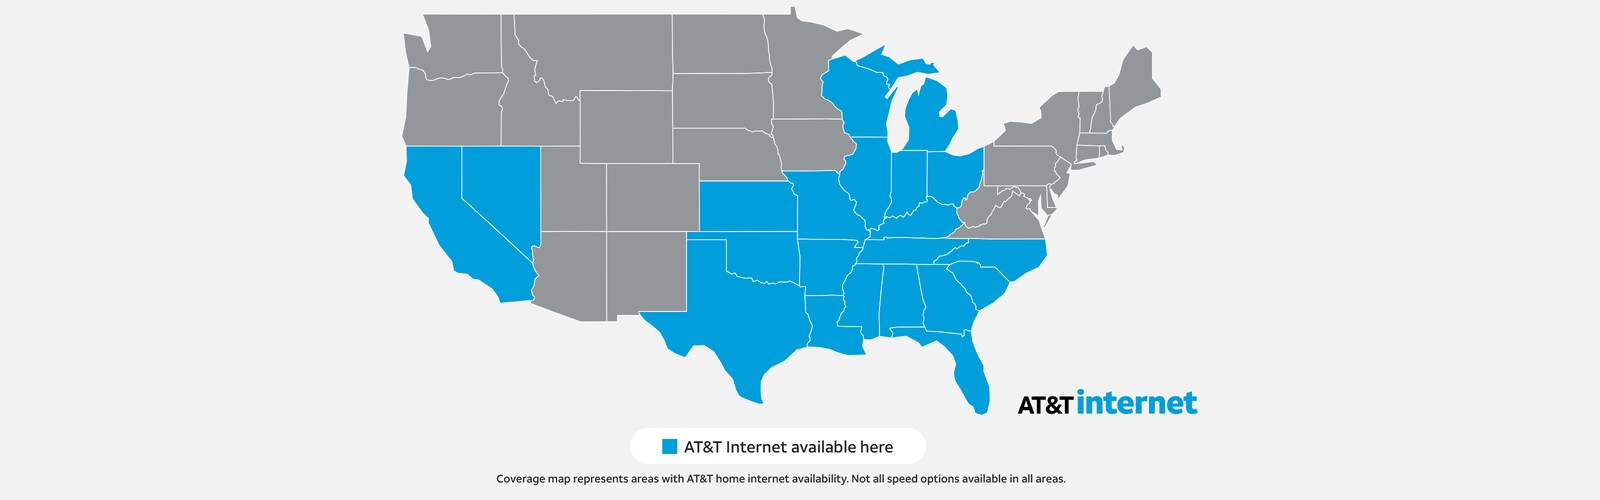 AT&T internet
AT&T Internet available here
Coverage map represents areas with AT&T home internet availability. Not all speed options available in all areas.